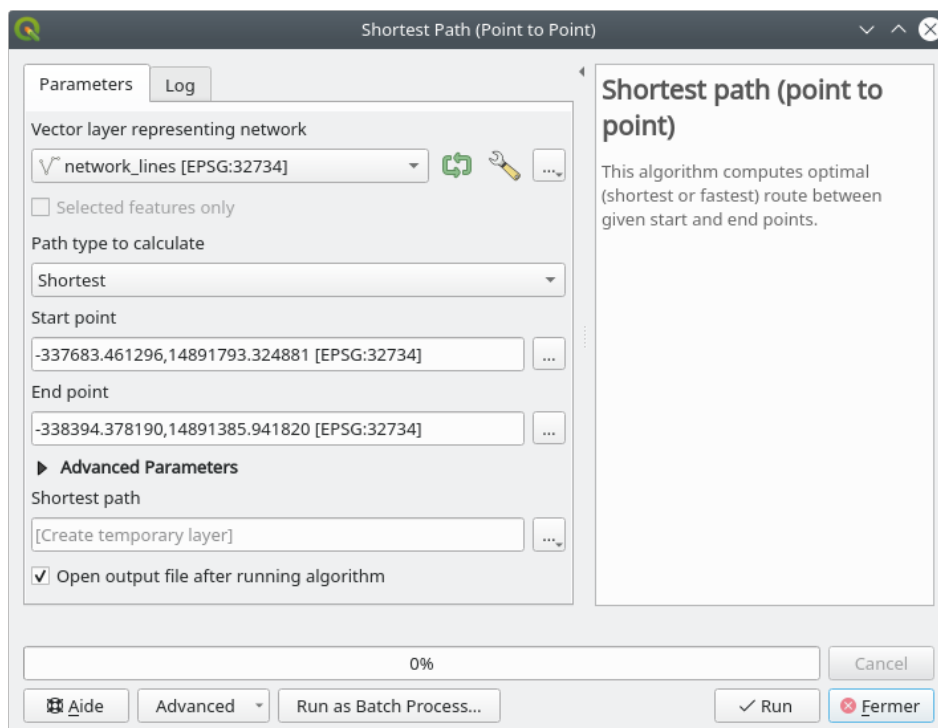 Shortest Path (Point to Point)
Parameters
Log
Vector layer representing network
network_lines [EPSG:32734]
...
Selected features only
Path type to calculate
Shortest
Start point
-337683.461296,14891793.324881 [EPSG:32734]
...
End point
-338394.378190,14891385.941820 [EPSG:32734]
...
Advanced Parameters
Shortest path
[Create temporary layer]
...
Open output file after running algorithm
Shortest path (point to
point)
This algorithm computes optimal
(shortest or fastest) route between
given start and end points.
0%
Cancel
Aide
Advanced
Run as Batch Process...
Run
Fermer